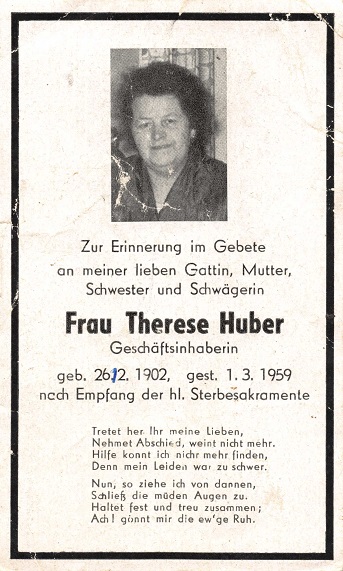 Zur Erinnerung im Gebete
an meiner lieben Gattin, Mutter,
Schwester und Schwägerin
Frau Therese Huber
Geschäftsinhaberin
geb. 26/2. 1902, gest. 1. 3. 1959
nach Empfang der hl. Sterbesakramente
Tretet her Ihr meine Lieben,
Nehmet Abschied, weint nicht mehr.
Hilfe konnt ich nicht mehr finden,
Denn mein Leiden war zu schwer.
Nun, so ziehe ich von dannen,
Schließ die müden Augen zu.
Haltet fest und treu zusammen;
Ach! gönnt mir die ew'ge Ruh.